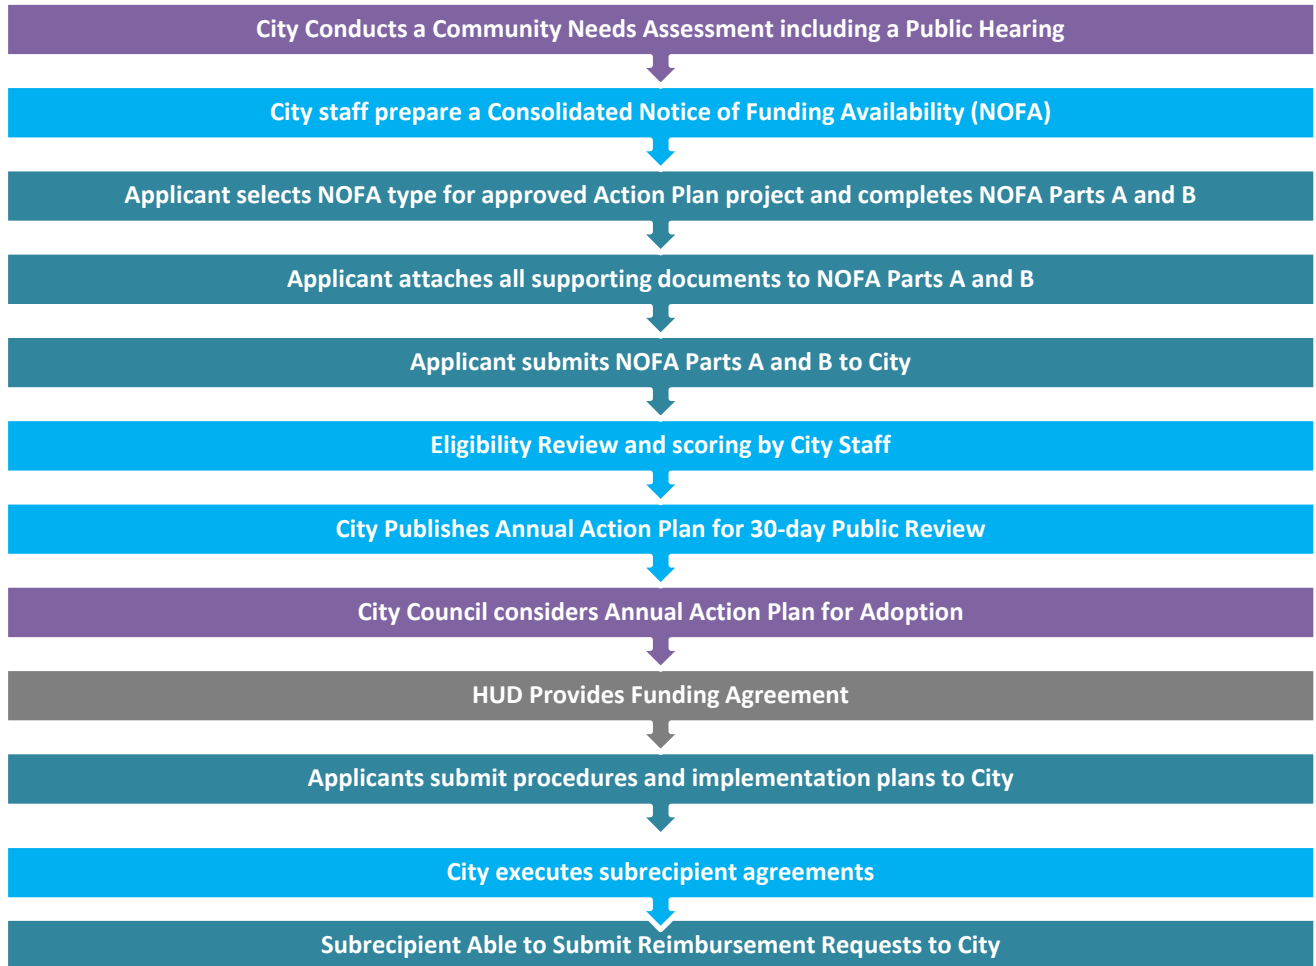 City Conducts a Community Needs Assessment including a Public Hearing
City staff prepare a Consolidated Notice of Funding Availability (NOFA)
Applicant selects NOFA type for approved Action Plan project and completes NOFA Parts A and B
Applicant attaches all supporting documents to NOFA Parts A and B
Applicant submits NOFA Parts A and B to City
Eligibility Review and scoring by City Staff
City Publishes Annual Action Plan for 30-day Public Review
City Council considers Annual Action Plan for Adoption
HUD Provides Funding Agreement
Applicants submit procedures and implementation plans to City
City executes subrecipient agreements
Subrecipient Able to Submit Reimbursement Requests to City